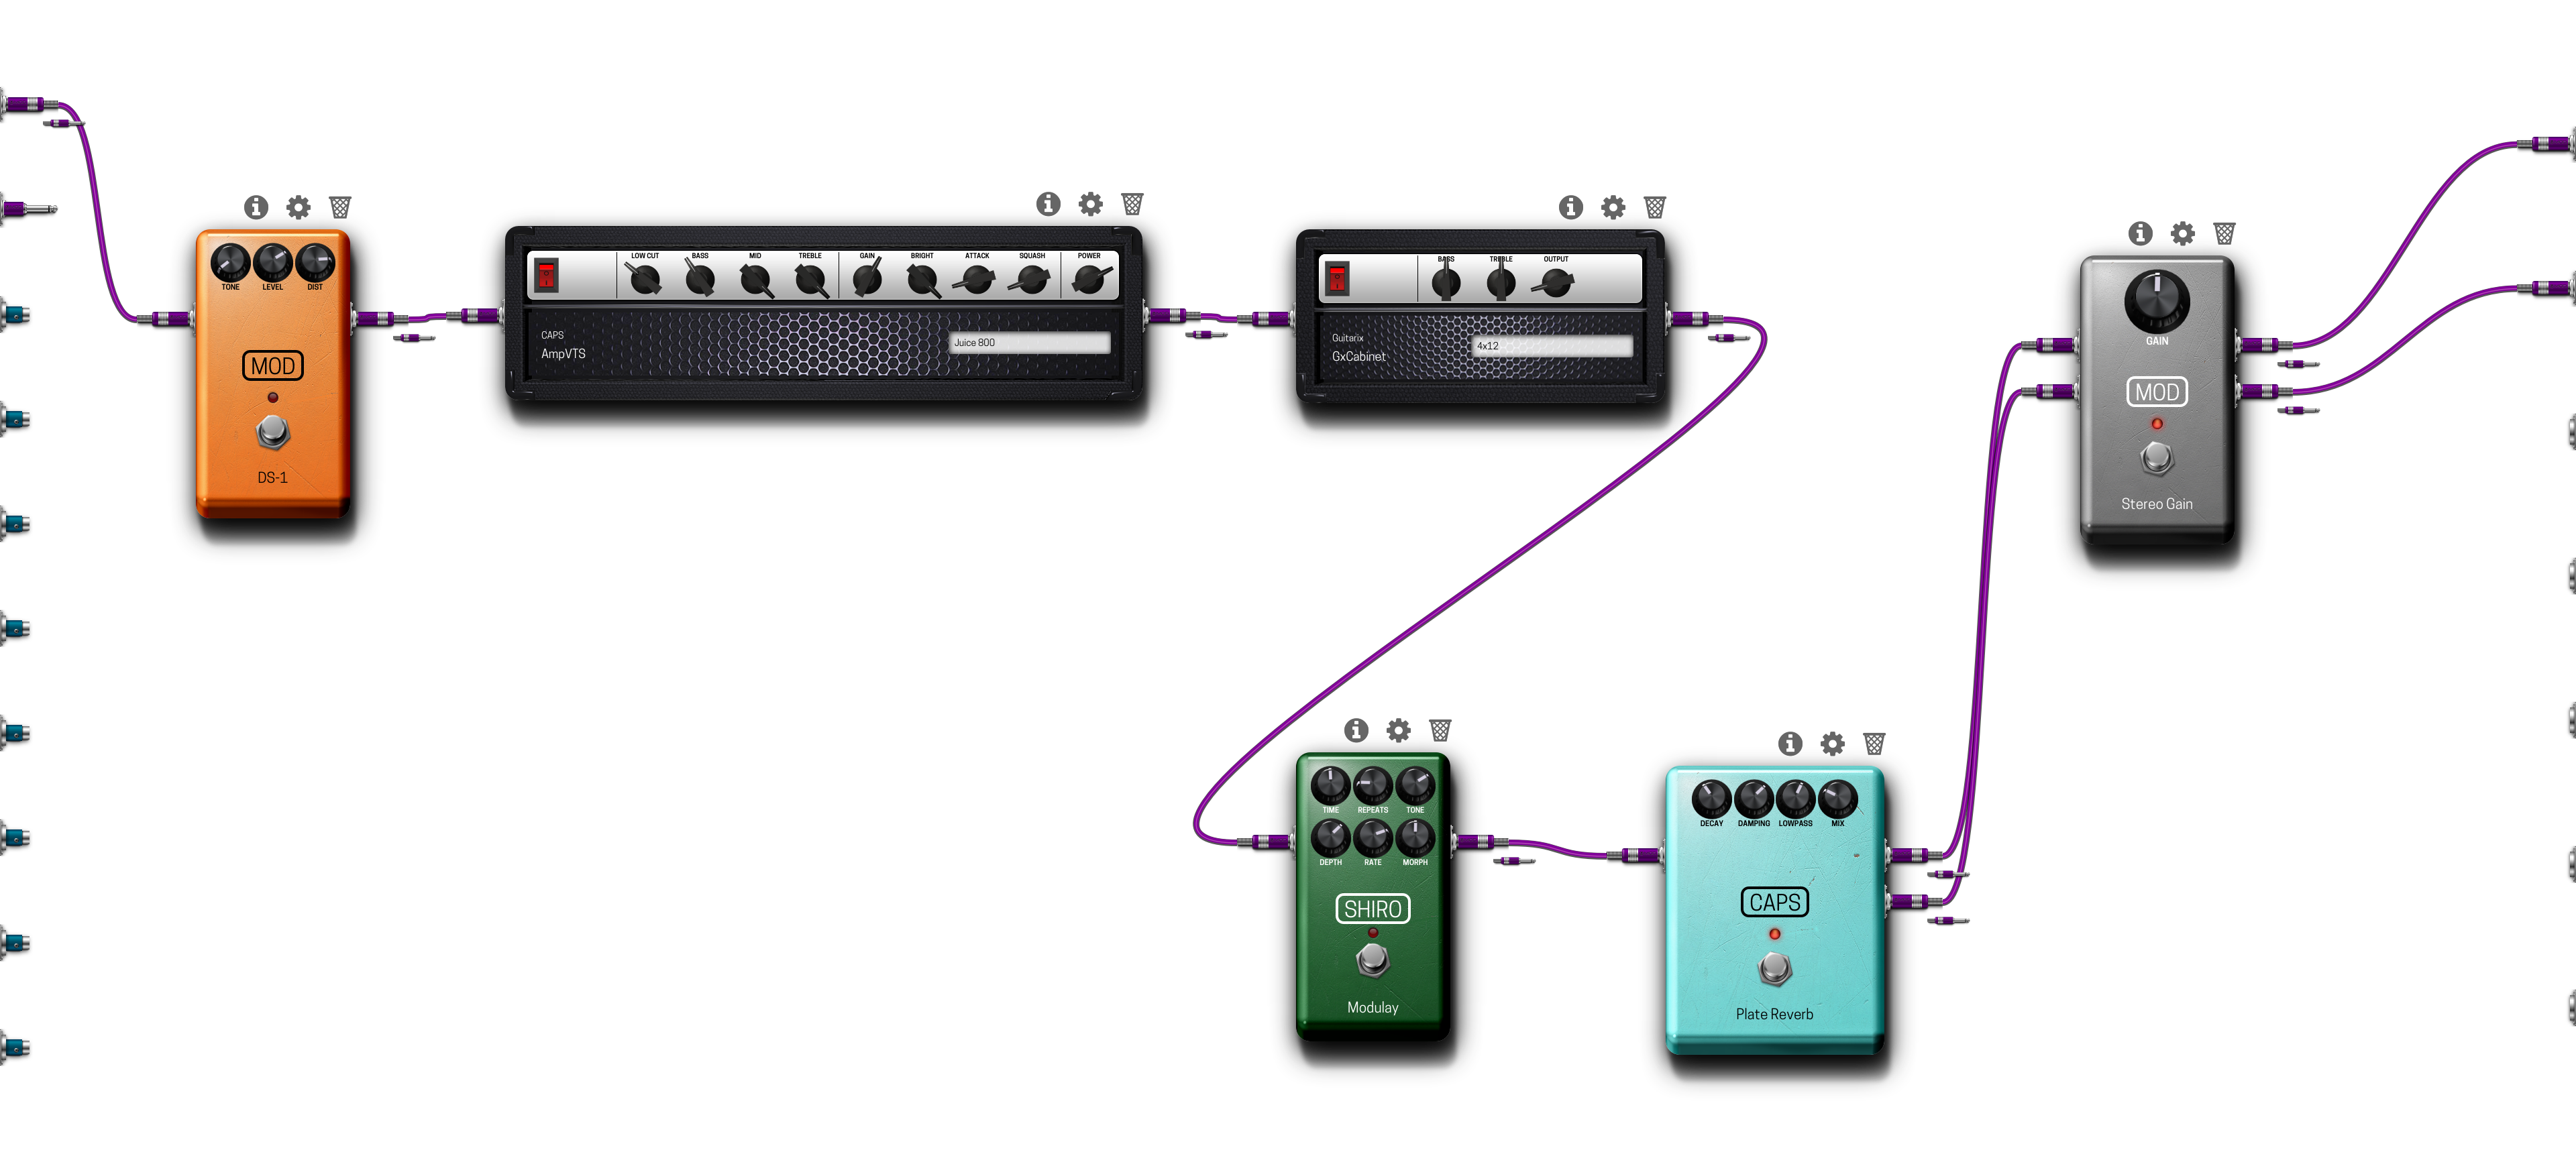 TONE LEVEL DIST
MOD
DS-1
LOW CUT BASS MID TREBLE GAIN BRIGHT ATTACK SQUASH POWER
CAPS
AmpVTS
Juice 800
BASS TREBLE OUTPUT
Guitarix
GxCabinet
4x12
TIME REPEATS TONE
DEPTH RATE MORPH
SHIRO
Modulay
DECAY DAMPING LOWPASS MIX
CAPS
Plate Reverb
GAIN
MOD
Stereo Gain